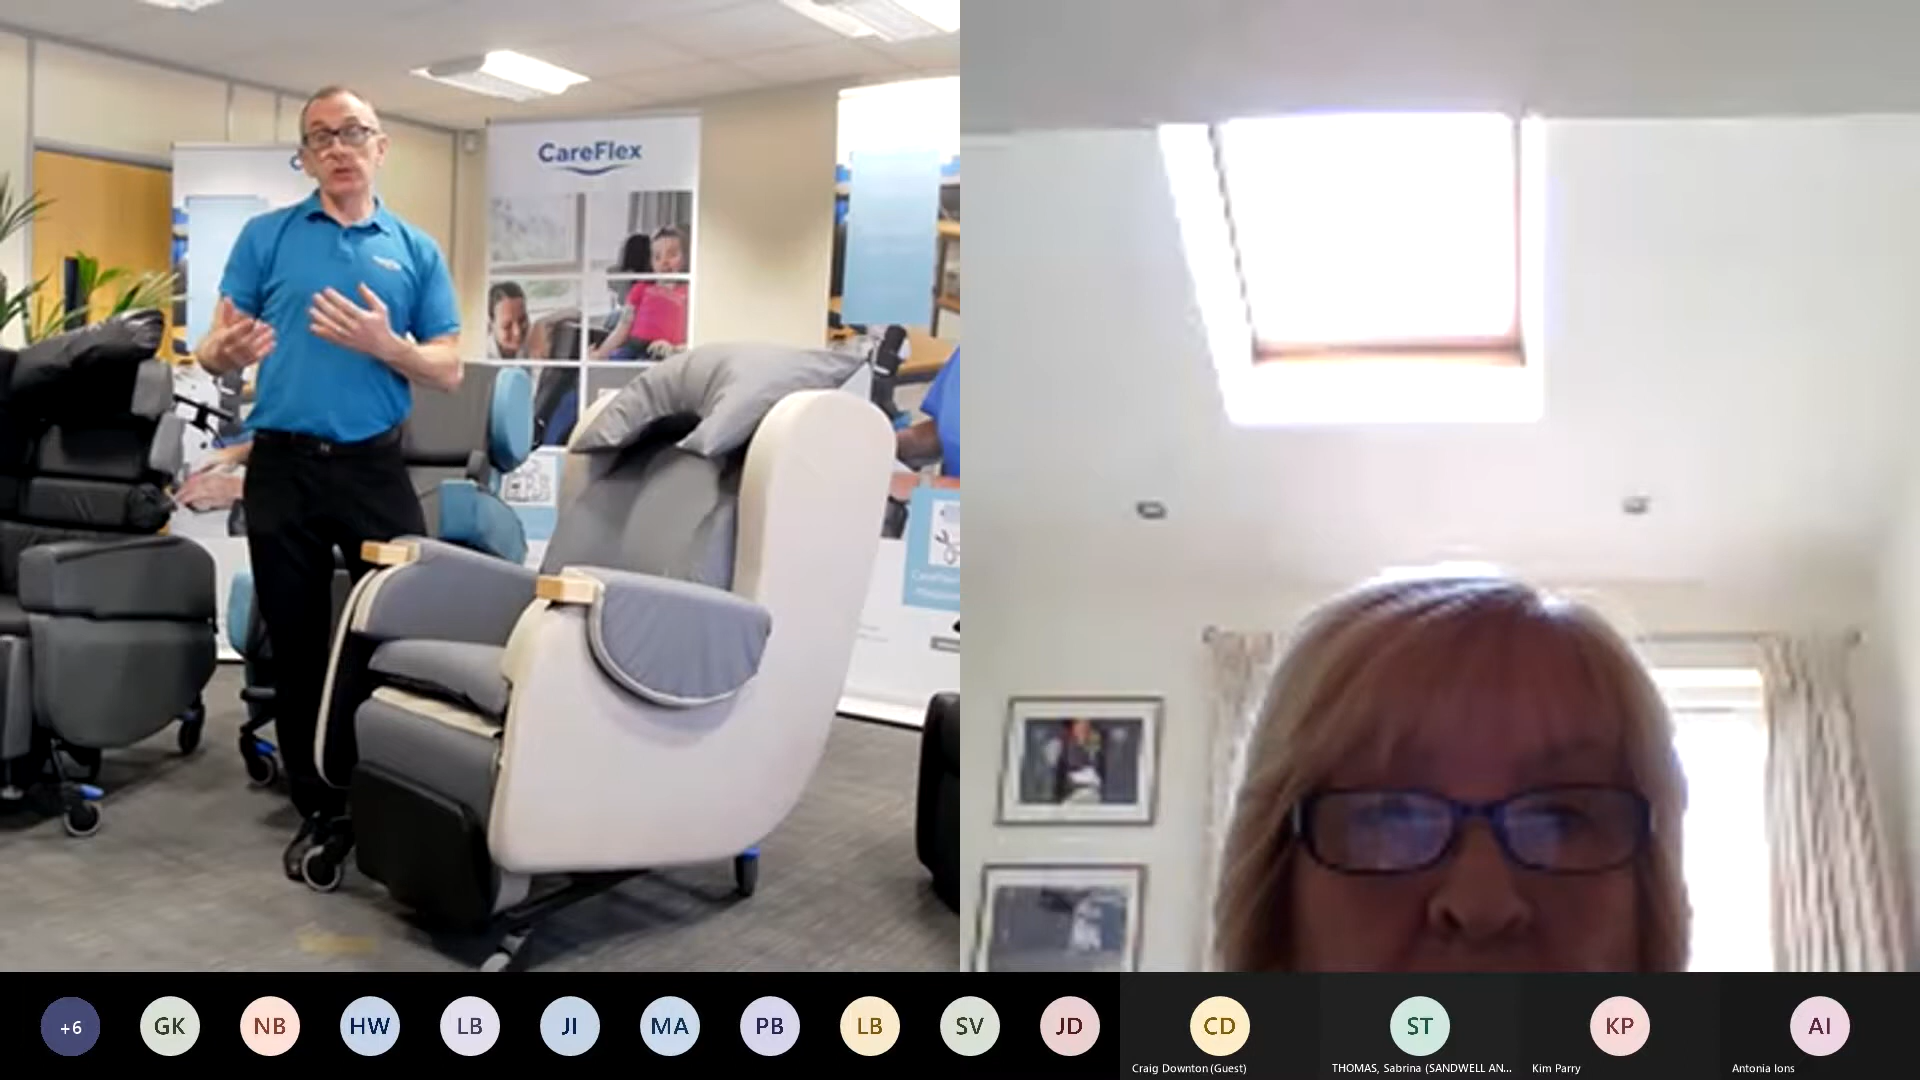 CareFlex
+6
GK
NB
HW
LB
JI
MA
PB
LB
SV
JD
CD
ST
KP
AI
Craig Downton (Guest)
THOMAS, Sabrina (SANDWELL AN...
Kim Parry
Antonia Ions